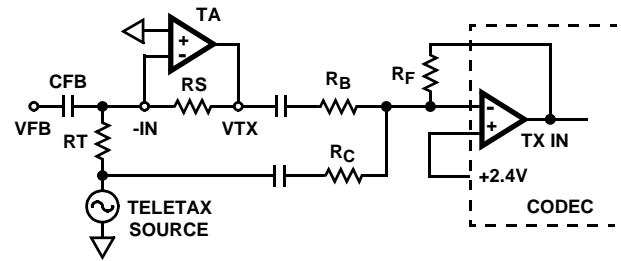 TA
+
-
CFB
RS
RB
RF
VFB
-IN
VTX
-
+
TX IN
RT
RC
+2.4V
TELETAX
SOURCE
CODEC